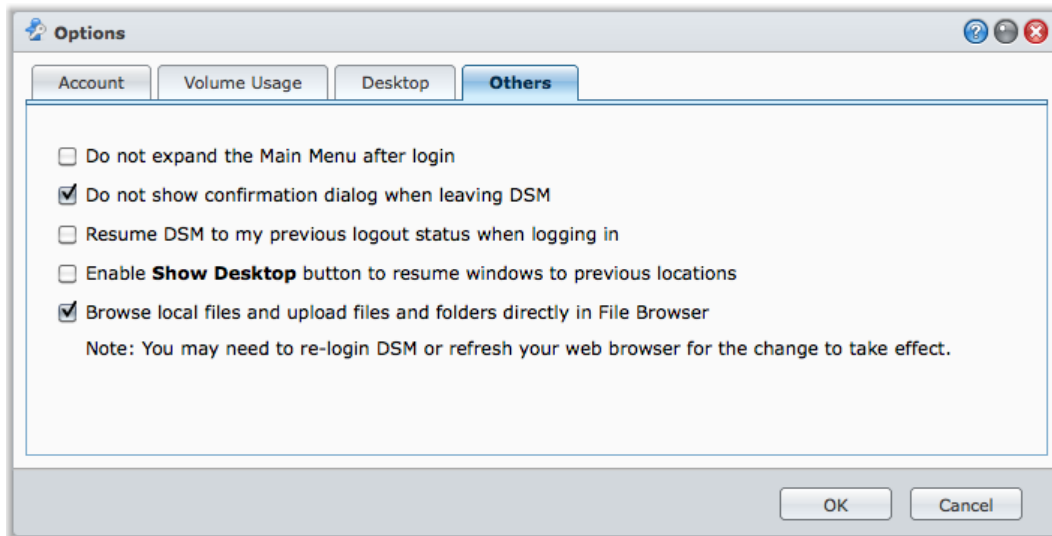 Options
Account
Volume Usage
Desktop
Others
Do not expand the Main Menu after login
Do not show confirmation dialog when leaving DSM
Resume DSM to my previous logout status when logging in
Enable Show Desktop button to resume windows to previous locations
Browse local files and upload files and folders directly in File Browser
Note: You may need to re-login DSM or refresh your web browser for the change to take effect.
OK
Cancel